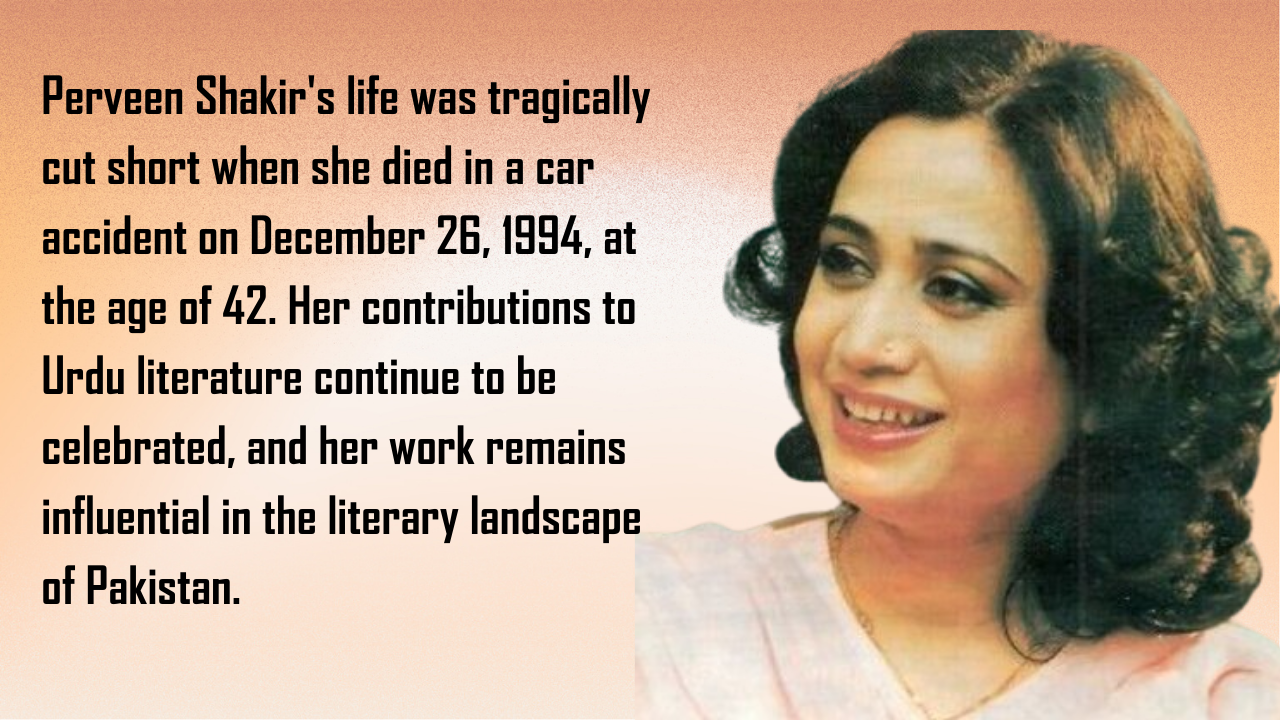 Perveen Shakir's life was tragically
cut short when she died in a car
accident on December 26, 1994, at
the age of 42. Her contributions to
Urdu literature continue to be
celebrated, and her work remains
influential in the literary landscape
of Pakistan.